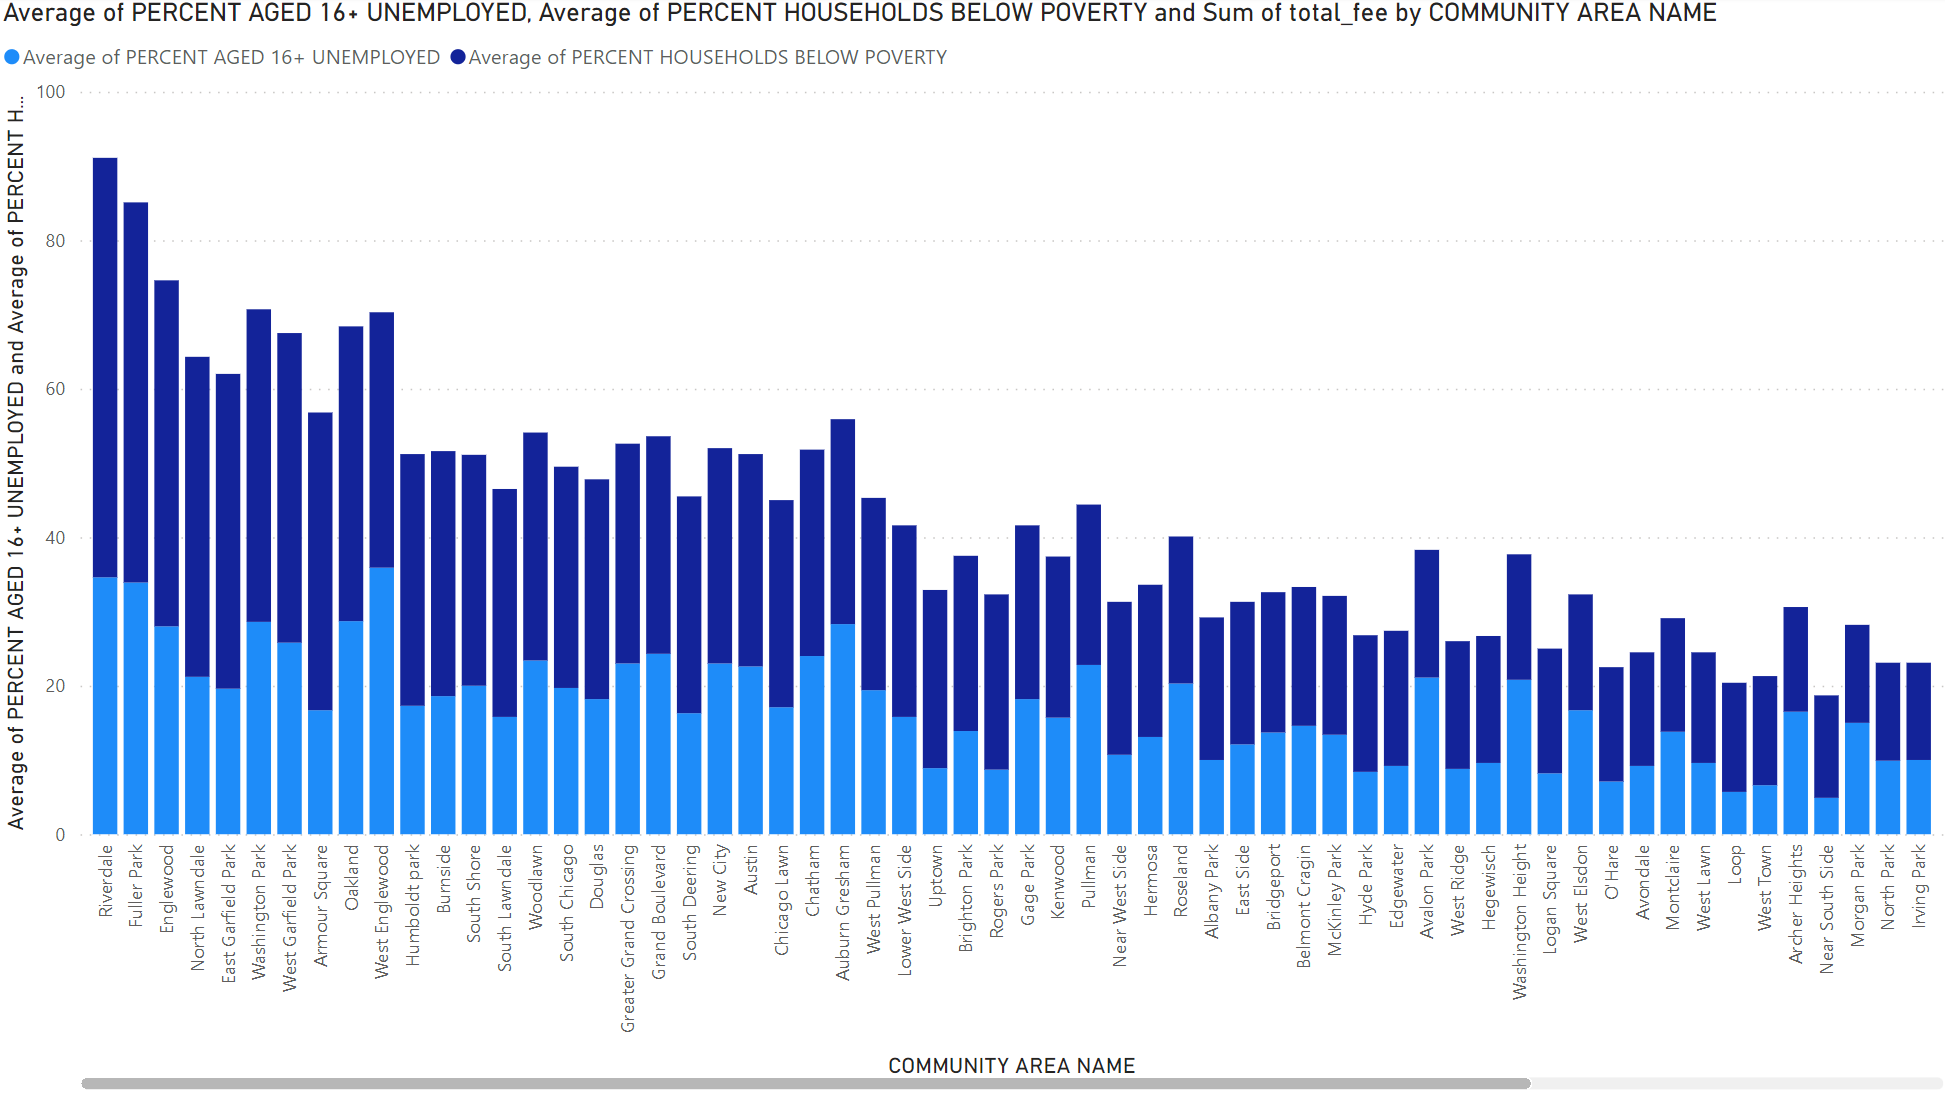 Average of PERCENT AGED 16+ UNEMPLOYED, Average of PERCENT HOUSEHOLDS BELOW POVERTY and Sum of total_fee by COMMUNITY AREA NAME
Average of PERCENT AGED 16+ UNEMPLOYED
Average of PERCENT HOUSEHOLDS BELOW POVERTY
Average of PERCENT AGED 16+ UNEMPLOYED and Average of PERCENT H...
100
80
60
40
20
0
Riverdale
Fuller Park
Englewood
North Lawndale
East Garfield Park
Washington Park
West Garfield Park
Armour Square
Oakland
West Englewood
Humboldt park
Burnside
South Shore
South Lawndale
Woodlawn
South Chicago
Douglas
Greater Grand Crossing
Grand Boulevard
South Deering
New City
Austin
Chicago Lawn
Chatham
Auburn Gresham
West Pullman
Lower West Side
Uptown
Brighton Park
Rogers Park
Gage Park
Kenwood
Pullman
Near West Side
Hermosa
Roseland
Albany Park
East Side
Bridgeport
Belmont Cragin
McKinley Park
Hyde Park
Edgewater
Avalon Park
West Ridge
Hegewisch
Washington Height
Logan Square
West Elsdon
O'Hare
Avondale
Montclaire
West Lawn
Loop
West Town
Archer Heights
Near South Side
Morgan Park
North Park
Irving Park
COMMUNITY AREA NAME